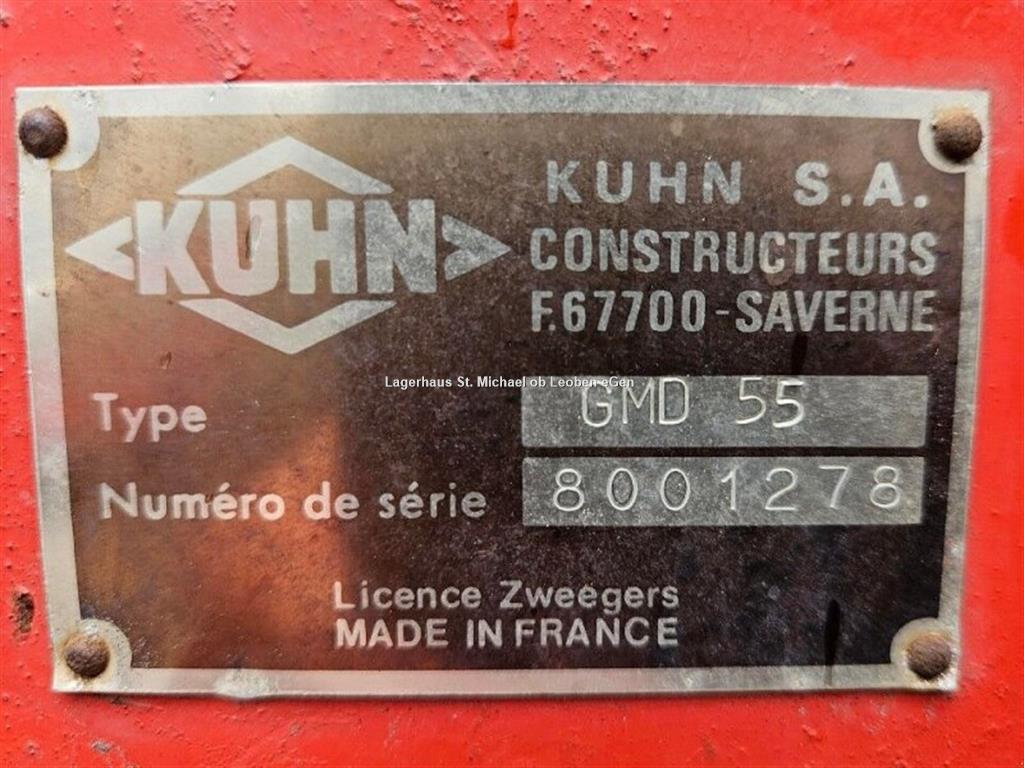 KUHN
KUHN S.A.
CONSTRUCTEURS
F.67700-SAVERNE
Lagerhaus St. Michael ob Leoben eGen
Type GMD 55
Numéro de série 8001278
Licence Zweegers
MADE IN FRANCE